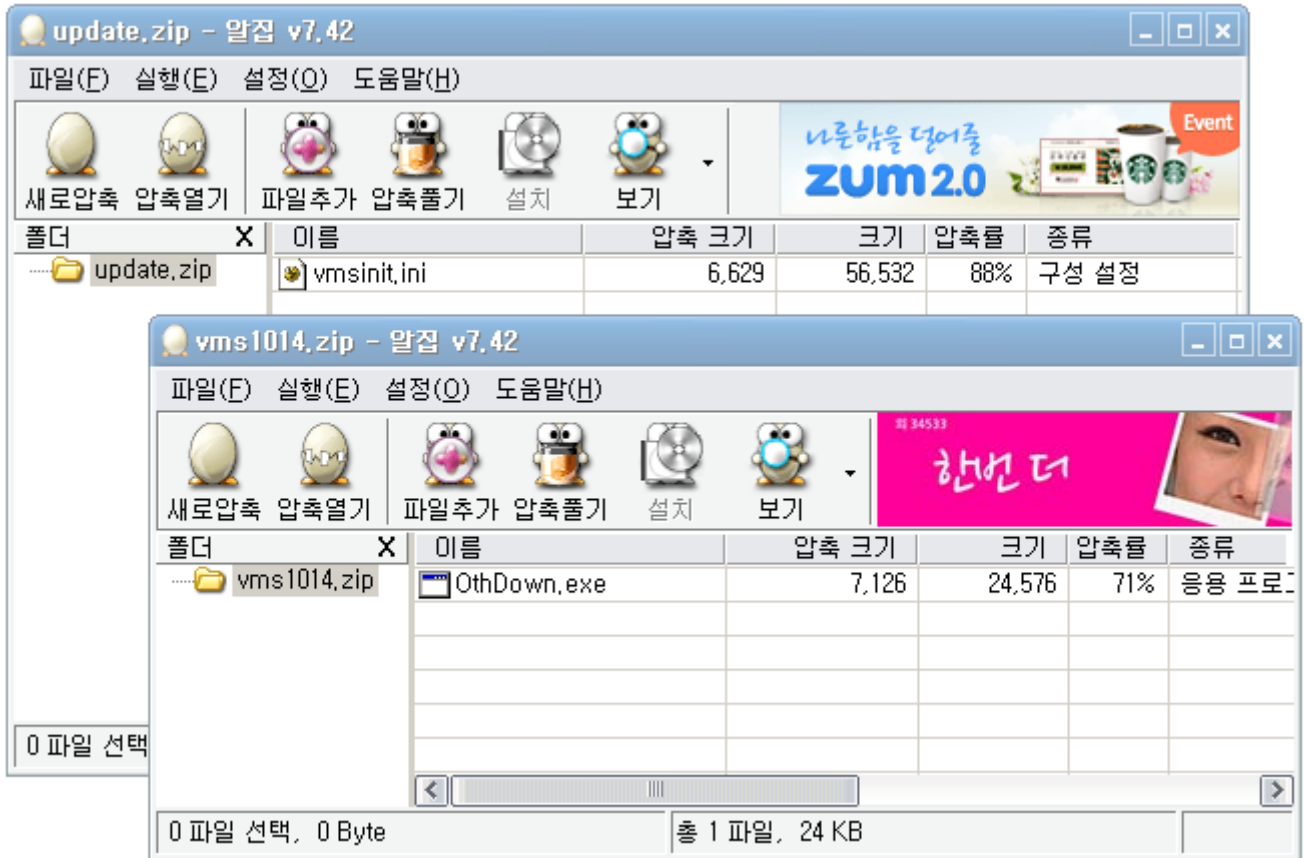 update.zip - 알집 v7.42
파일(F) 실행(E) 설정(O) 도움말(H)
새로압축 압축열기 파일추가 압축풀기 설치 보기
나른함을 덜어줄
zum 2.0
Event
폴더 X 이름 압축 크기 크기 압축률 종류
update.zip vmsinit.ini 6,629 56,532 88% 구성 설정
0 파일 선택
vms1014.zip - 알집 v7.42
파일(F) 실행(E) 설정(O) 도움말(H)
새로압축 압축열기 파일추가 압축풀기 설치 보기
34533
한번 더
폴더 X 이름 압축 크기 크기 압축률 종류
vms1014.zip OthDown.exe 7,126 24,576 71% 응용 프로
0 파일 선택, 0 Byte 총 1 파일, 24 KB